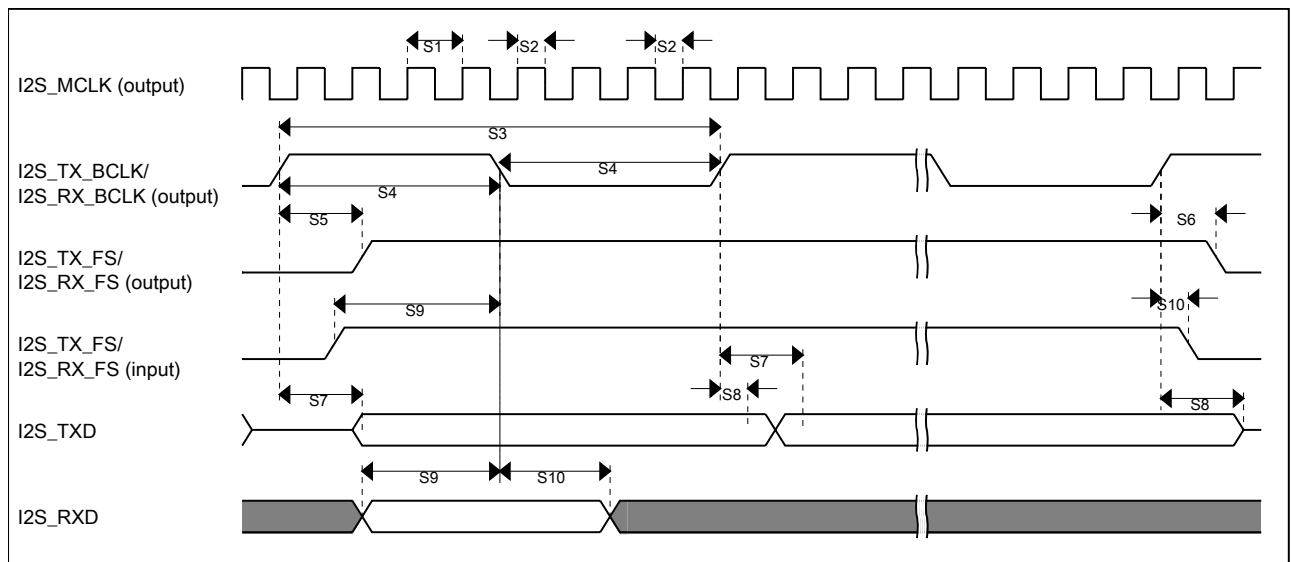 S1
S2
S2
I2S_MCLK (output)
S3
I2S_TX_BCLK/
I2S_RX_BCLK (output)
S4
S4
S5
S6
I2S_TX_FS/
I2S_RX_FS (output)
S9
S10
I2S_TX_FS/
I2S_RX_FS (input)
S7
S7
S8
S8
I2S_TXD
S9
S10
I2S_RXD